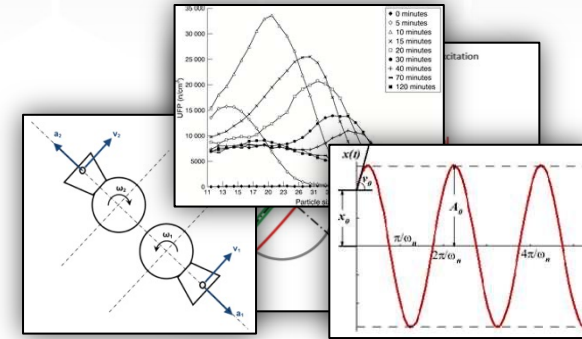 35 000
30 000
25 000
20 000
15 000
10 000
5000
0
UFP (n/cm³)
11 13 15 17 20 23 26 31
Particle
0 minutes
5 minutes
10 minutes
15 minutes
20 minutes
30 minutes
40 minutes
70 minutes
120 minutes
citation
a₂
v₂
ω₂
ω₁
v₁
a₁
x(t)
v₀
x₀
A₀
π/ωₙ
2π/ωₙ
4π/ωₙ